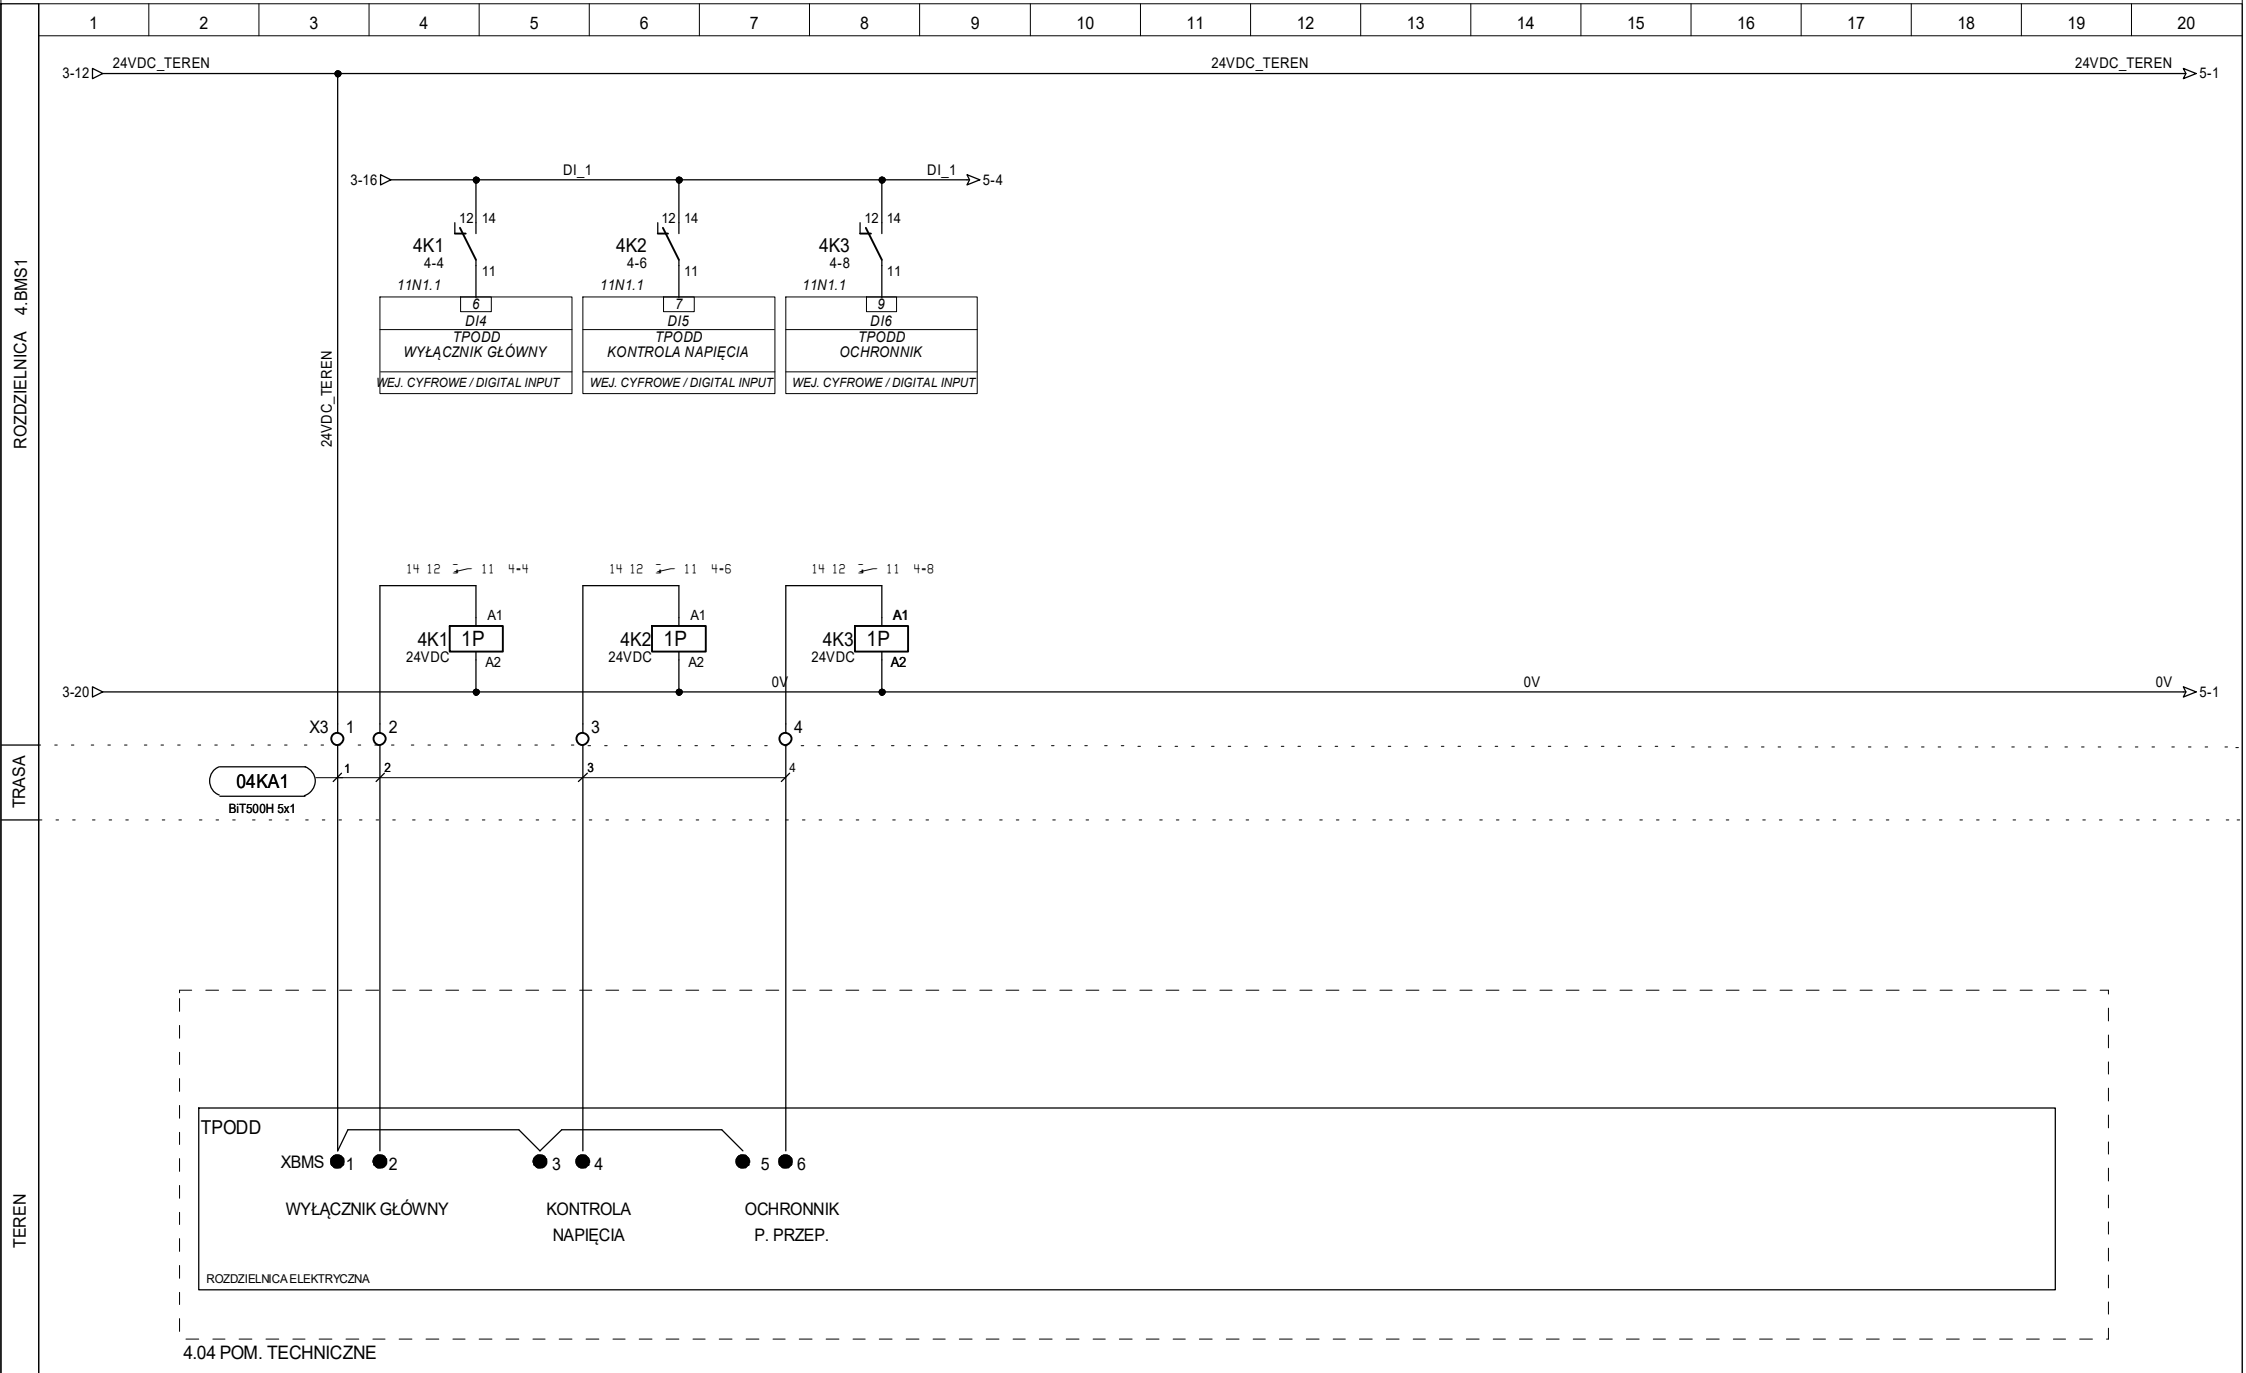 1 2 3 4 5 6 7 8 9 10 11 12 13 14 15 16 17 18 19 20
3-12 24VDC_TEREN 24VDC_TEREN 24VDC_TEREN 5-1
3-16 DI_1 DI_1 5-4
12 14 12 14 12 14
4K1 4K2 4K3
4-4 4-6 4-8
11 11 11
11N1.1 11N1.1 11N1.1
6 7 9
DI4 DI5 DI6
TPODD TPODD TPODD
WYŁĄCZNIK GŁÓWNY KONTROLA NAPIĘCIA OCHRONNIK
WEJ. CYFROWE / DIGITAL INPUT WEJ. CYFROWE / DIGITAL INPUT WEJ. CYFROWE / DIGITAL INPUT
ROZDZIELNICA 4.BMS1
24VDC_TEREN
14 12 11 4-4 14 12 11 4-6 14 12 11 4-8
A1 A1 A1
4K1 1P 4K2 1P 4K3 1P
24VDC 24VDC 24VDC
A2 A2 A2
3-20 0V 0V 0V 5-1
X3 1 2 3 4
TRASA
1 2 3 4
04KA1
BiT500H 5x1
TEREN
TPODD
XBMS 1 2 3 4 5 6
WYŁĄCZNIK GŁÓWNY KONTROLA OCHRONNIK
NAPIĘCIA P. PRZEP.
ROZDZIELNICA ELEKTRYCZNA
4.04 POM. TECHNICZNE